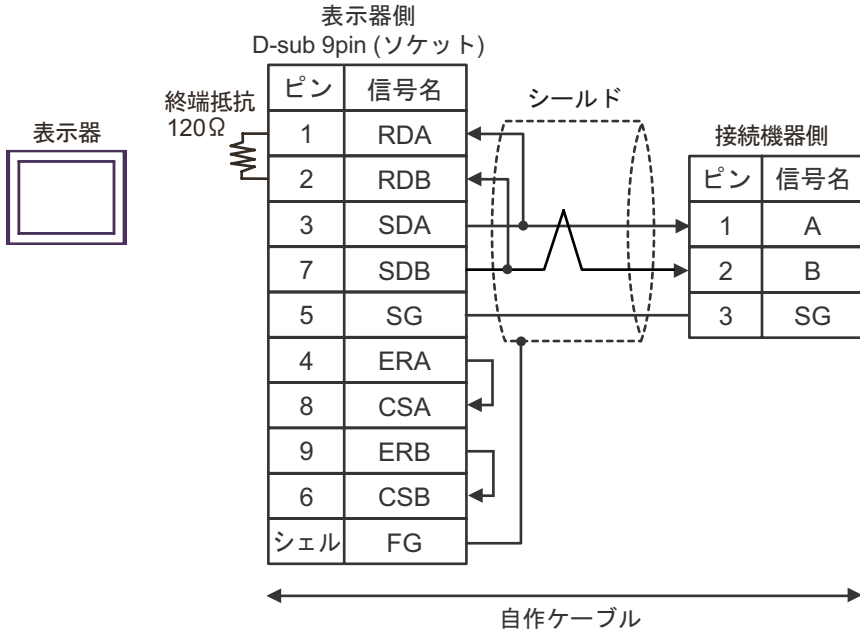 表示器側
D-sub 9pin (ソケット)
終端抵抗
120Ω
表示器
シールド
接続機器側
ピン 信号名
1 RDA
2 RDB
3 SDA
7 SDB
5 SG
4 ERA
8 CSA
9 ERB
6 CSB
シェル FG
ピン 信号名
1 A
2 B
3 SG
自作ケーブル